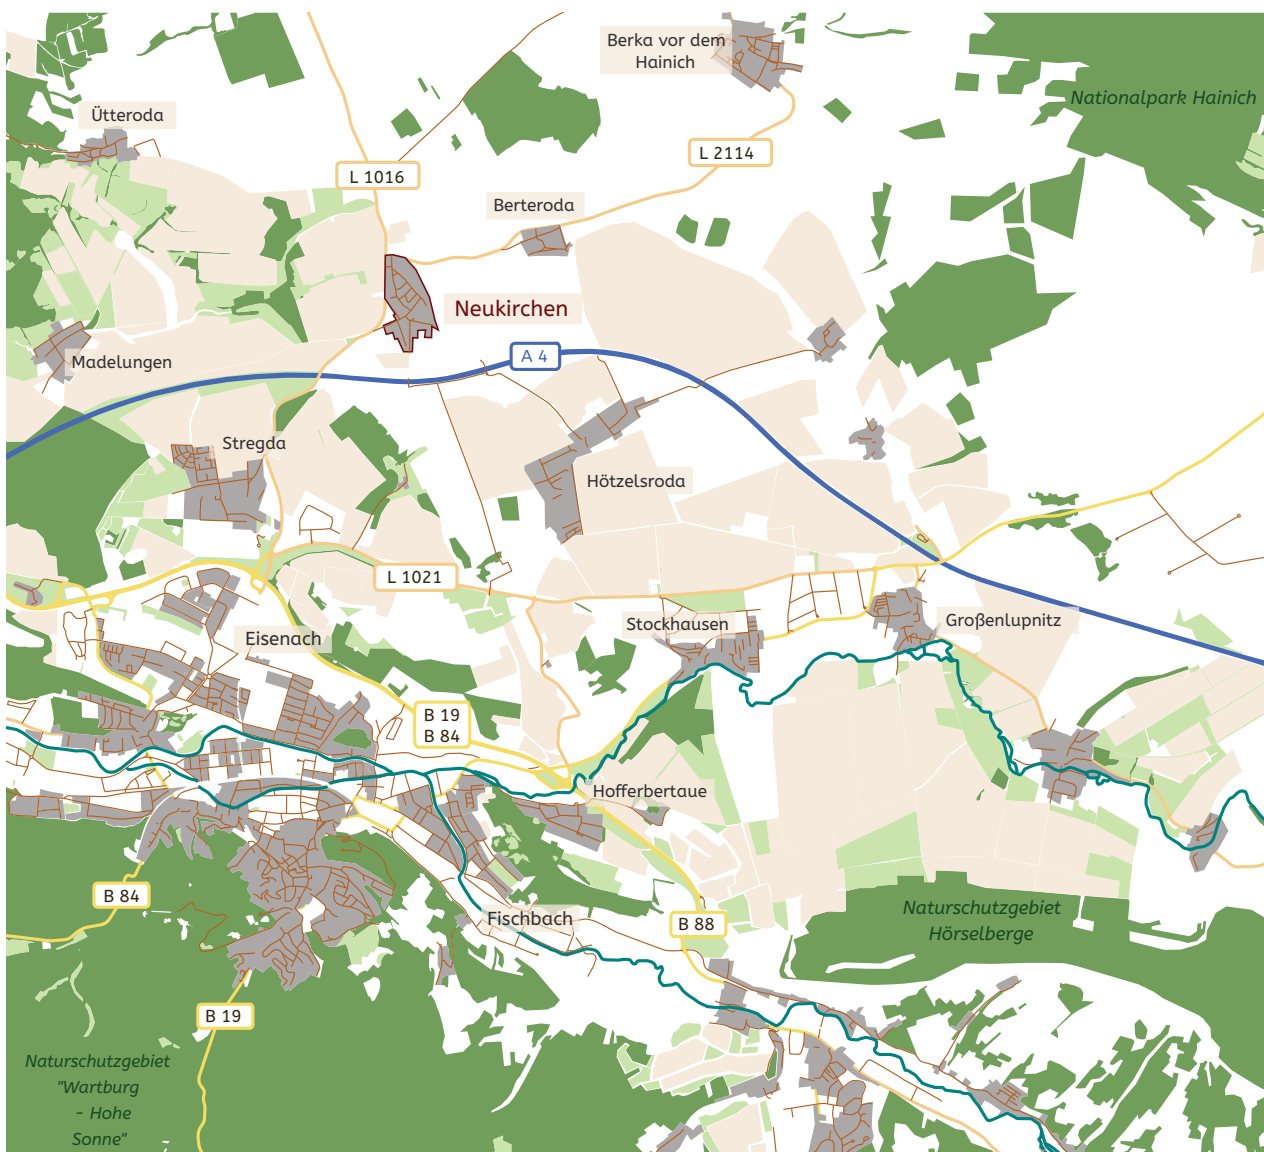 Berka vor dem
Hainich
Nationalpark Hainich
Ütteroda
L 2114
L 1016
Berteroda
Neukirchen
A 4
Madelungen
Stregda
Hötzelsroda
L 1021
Großenlupnitz
Stockhausen
Eisenach
B 19
B 84
Hofferbertaue
B 84
Naturschutzgebiet
Hörselberge
Fischbach
B 88
B 19
Naturschutzgebiet
"Wartburg
- Hohe
Sonne"